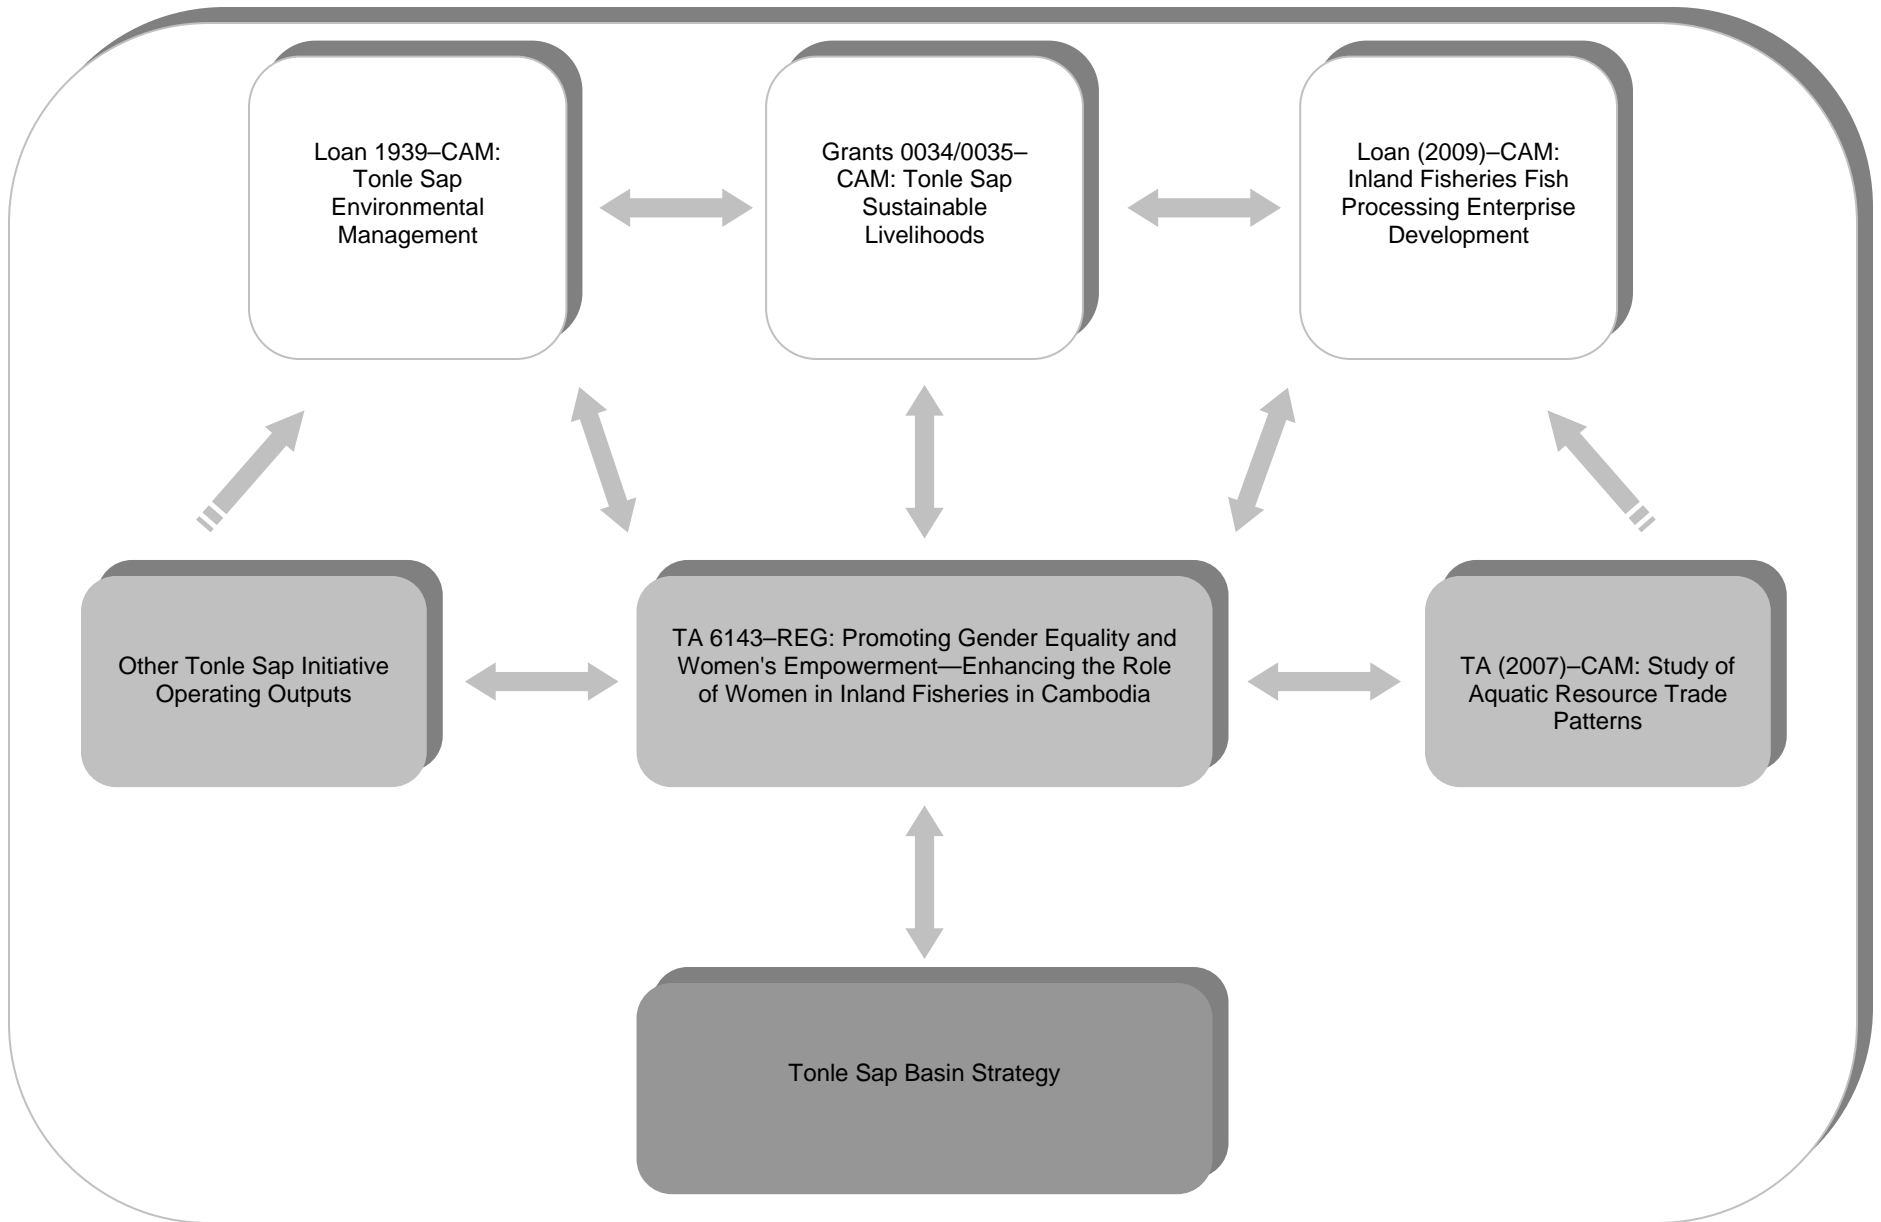 Loan 1939–CAM:
Tonle Sap
Environmental
Management
Grants 0034/0035–
CAM: Tonle Sap
Sustainable
Livelihoods
Loan (2009)–CAM:
Inland Fisheries Fish
Processing Enterprise
Development
Other Tonle Sap Initiative
Operating Outputs
TA 6143–REG: Promoting Gender Equality and
Women's Empowerment—Enhancing the Role
of Women in Inland Fisheries in Cambodia
TA (2007)–CAM: Study of
Aquatic Resource Trade
Patterns
Tonle Sap Basin Strategy